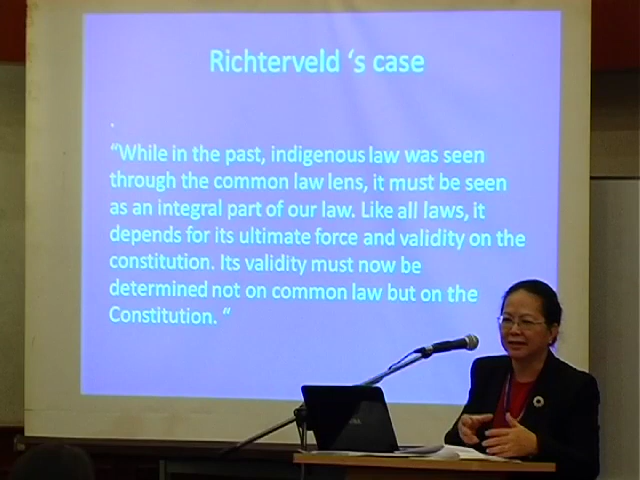 Richterveld ‘s case
.
“While in the past, indigenous law was seen
through the common law lens, it must be seen
as an integral part of our law. Like all laws, it
depends for its ultimate force and validity on the
constitution. Its validity must now be
determined not on common law but on the
Constitution. “